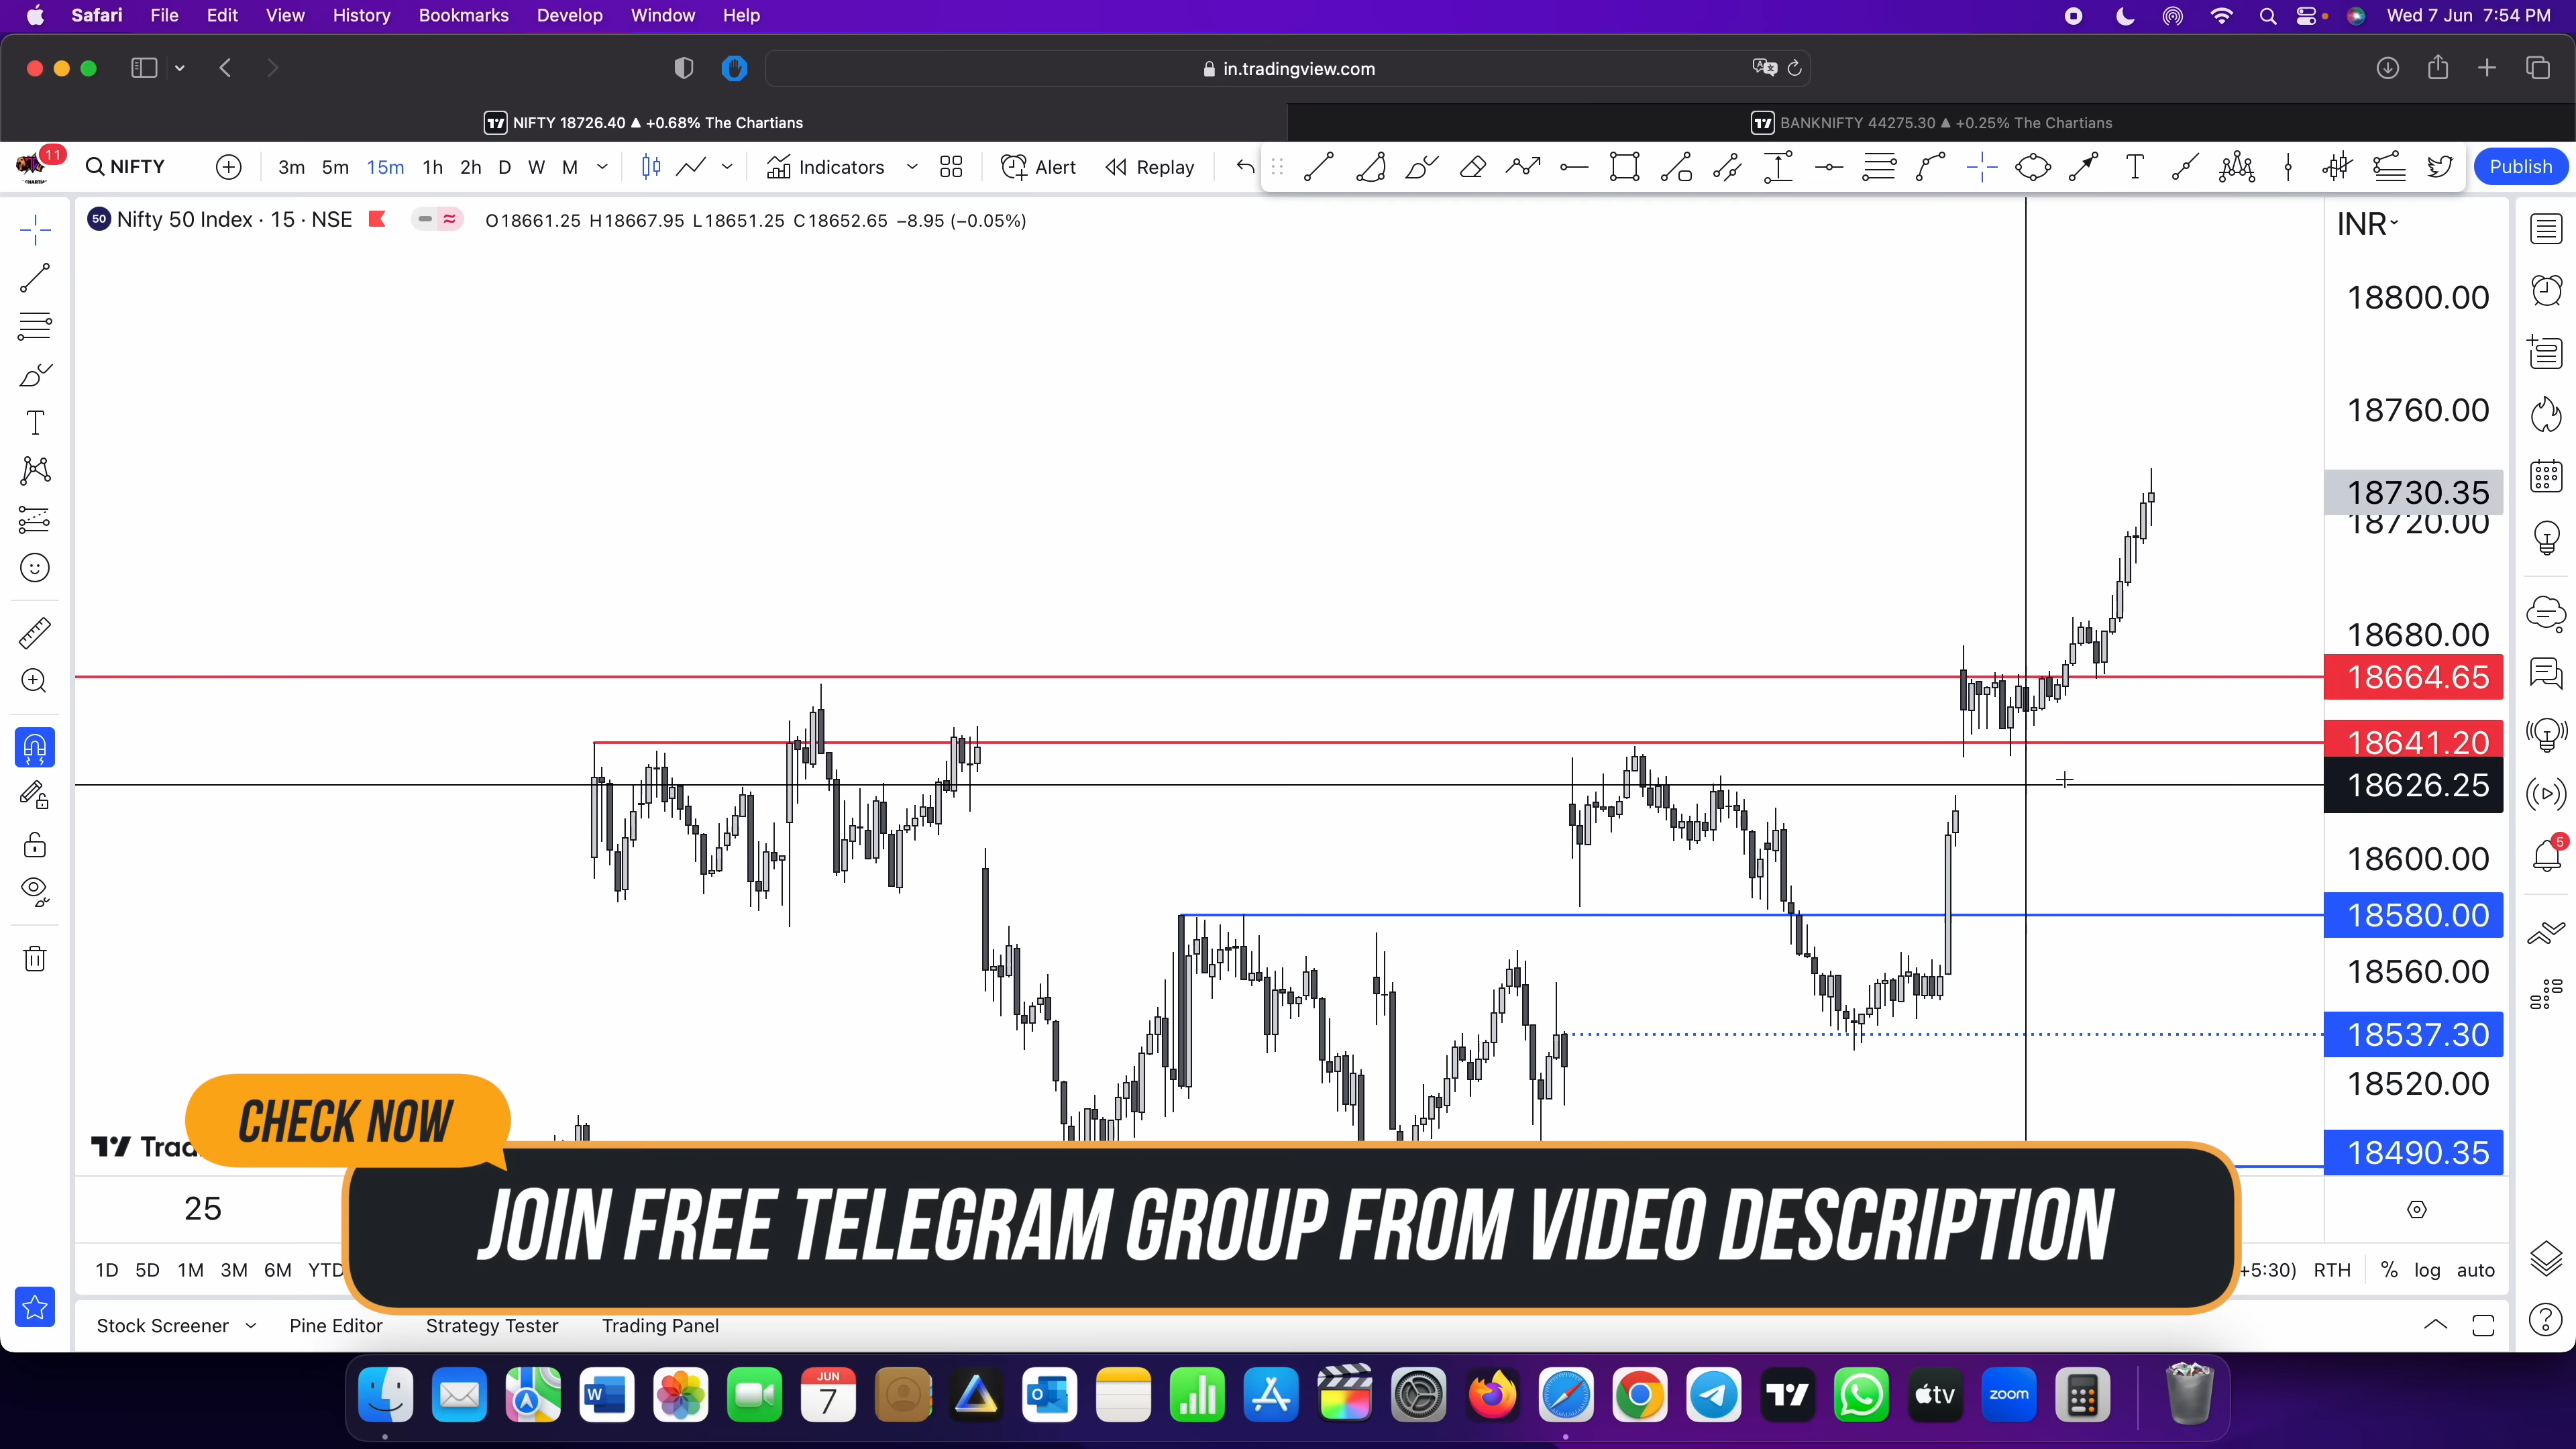 Safari File Edit View History Bookmarks Develop Window Help Wed 7 Jun 7:54 PM
in.tradingview.com
NIFTY 18726.40 ▲ +0.68% The Chartians
BANKNIFTY 44275.30 ▲ +0.25% The Chartians
11 NIFTY 3m 5m 15m 1h 2h D W M Indicators Alert Replay Publish
50 Nifty 50 Index · 15 · NSE O18661.25 H18667.95 L18651.25 C18652.65 −8.95 (−0.05%)
INR
18800.00
18760.00
18730.35
18720.00
18680.00
18664.65
18641.20
18626.25
18600.00
5
18580.00
18560.00
18537.30
18520.00
18490.35
CHECK NOW
JOIN FREE TELEGRAM GROUP FROM VIDEO DESCRIPTION
25
1D 5D 1M 3M 6M YTD
+5:30) RTH % log auto
Stock Screener Pine Editor Strategy Tester Trading Panel
JUN
7
tv
zoom